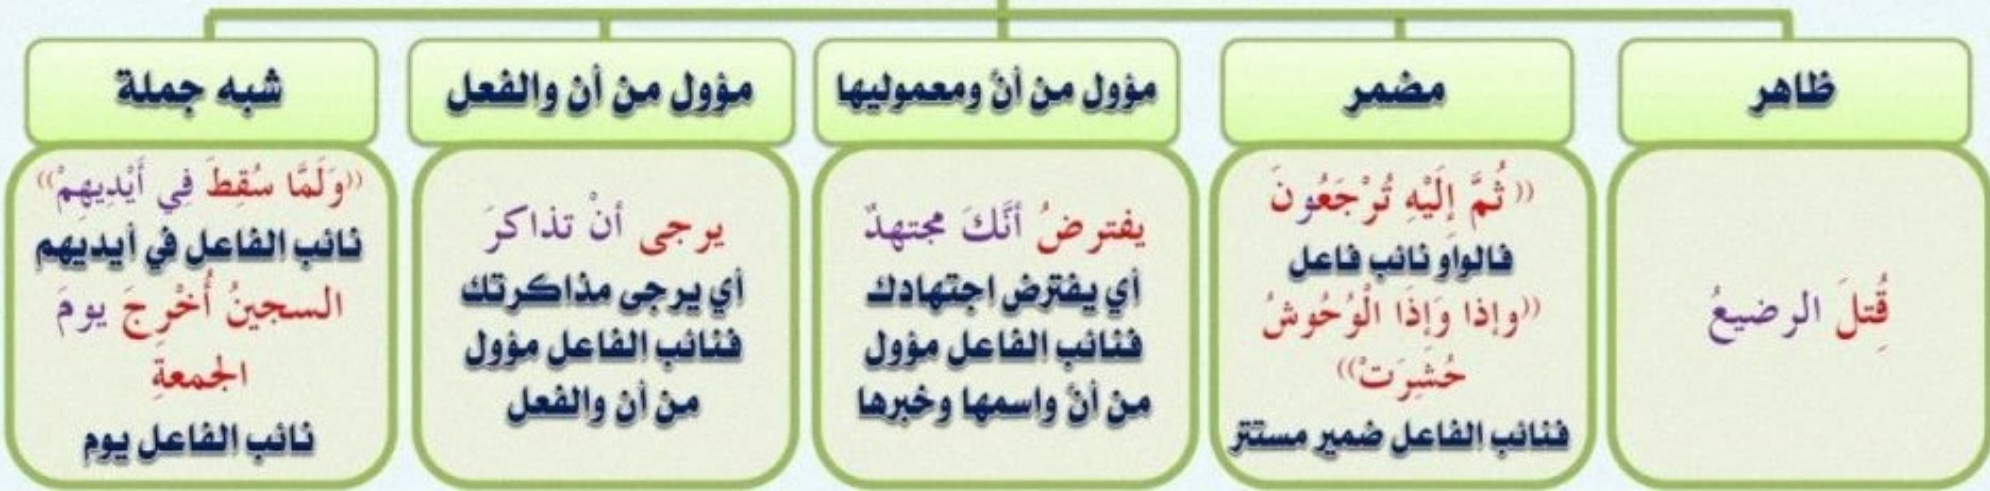 ظاهر
قُتِلَ الرضيعُ
مضمر
((ثُمَّ إِلَيْهِ تُرْجَعُونَ
فالواو نائب فاعل
((وإذا وَإِذَا الْوُحُوشُ
حُشِرَتْ))
فنائب الفاعل ضمير مستتر
مؤول من أنَّ ومعموليها
يفترضُ أنَّكَ مجتهدٌ
أي يفترض اجتهادك
فنائب الفاعل مؤول
من أنَّ واسمها وخبرها
مؤول من أن والفعل
يرجى أنْ تذاكرَ
أي يرجى مذاكرتك
فنائب الفاعل مؤول
من أن والفعل
شبه جملة
((وَلَمَّا سُقِطَ فِي أَيْدِيهِمْ))
نائب الفاعل في أيديهم
السجينُ أُخْرِجَ يومَ
الجمعةِ
نائب الفاعل يوم